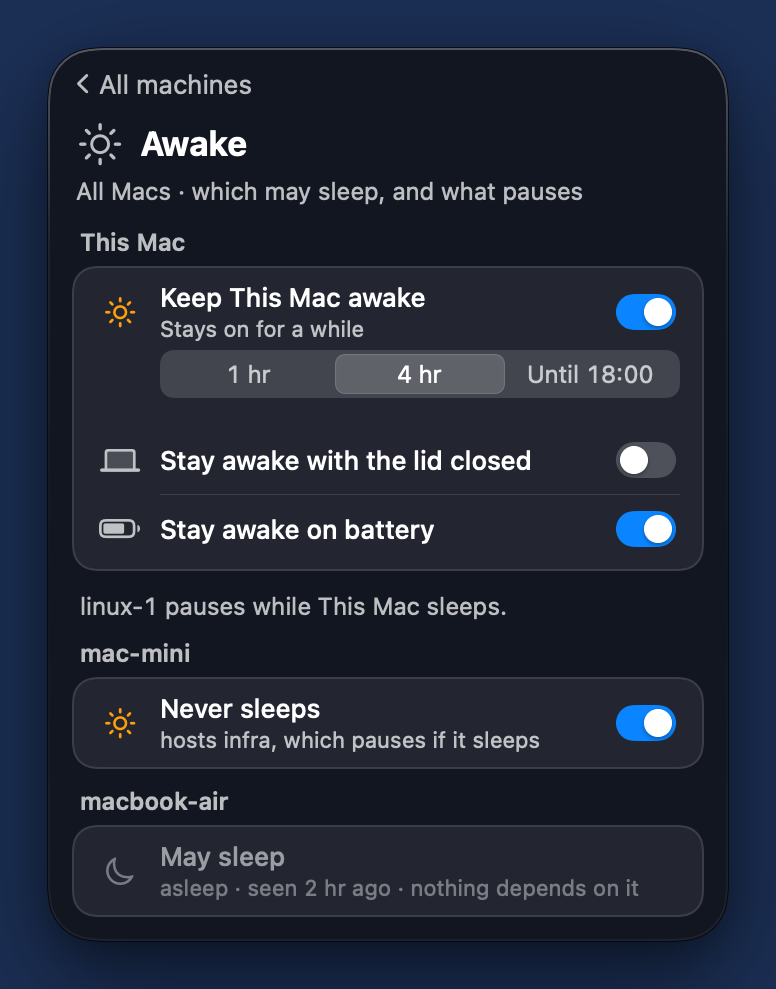 All machines
Awake
All Macs · which may sleep, and what pauses
This Mac
Keep This Mac awake
Stays on for a while
1 hr 4 hr Until 18:00
Stay awake with the lid closed
Stay awake on battery
linux-1 pauses while This Mac sleeps.
mac-mini
Never sleeps
hosts infra, which pauses if it sleeps
macbook-air
May sleep
asleep · seen 2 hr ago · nothing depends on it